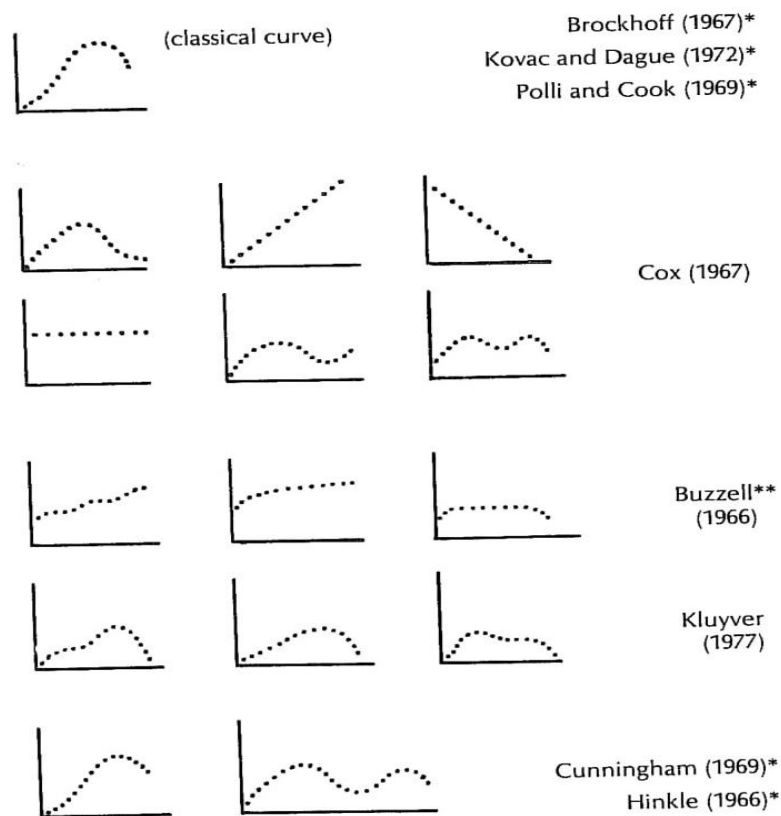 (classical curve)
Brockhoff (1967)*
Kovac and Dague (1972)*
Polli and Cook (1969)*
Cox (1967)
Buzzell**
(1966)
Kluyver
(1977)
Cunningham (1969)*
Hinkle (1966)*